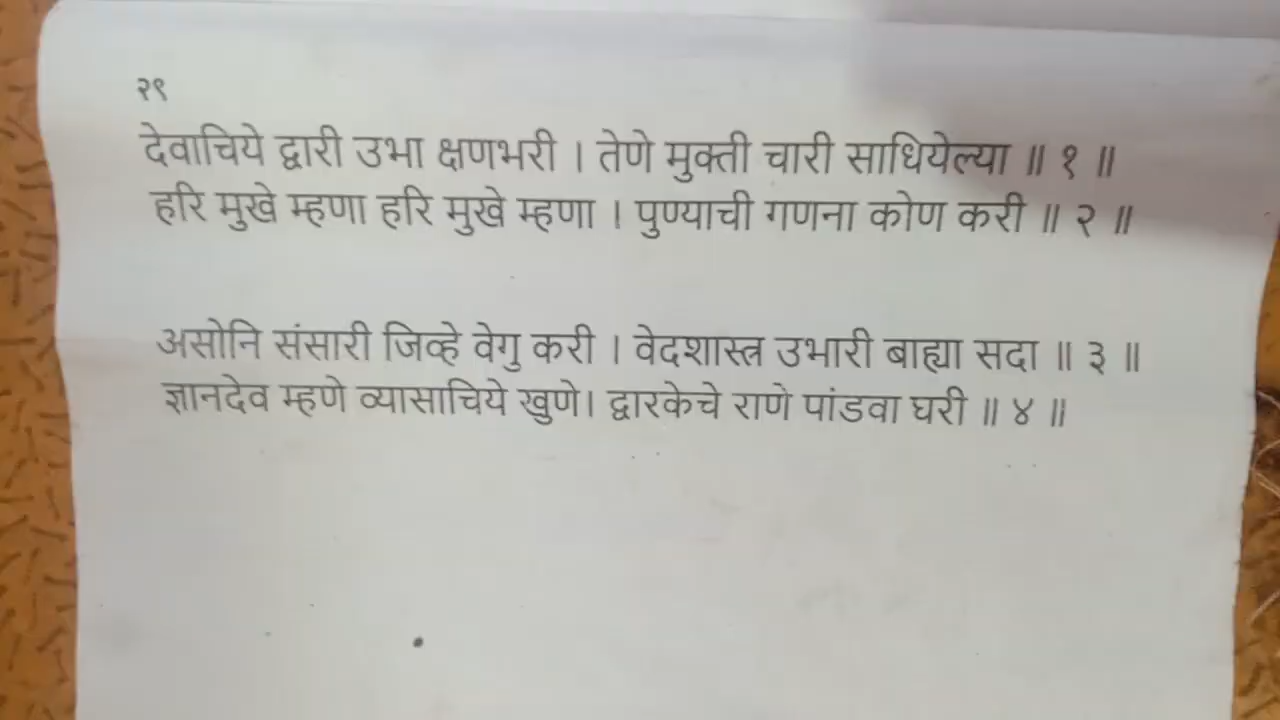 २९
देवाचिये द्वारी उभा क्षणभरी । तेणे मुक्ती चारी साधियेल्या ॥ १ ॥
हरि मुखे म्हणा हरि मुखे म्हणा । पुण्याची गणना कोण करी ॥ २ ॥
असोनि संसारी जिव्हे वेगु करी । वेदशास्त्र उभारी बाह्या सदा ॥ ३ ॥
ज्ञानदेव म्हणे व्यासाचिये खुणे। द्वारकेचे राणे पांडवा घरी ॥ ४ ॥